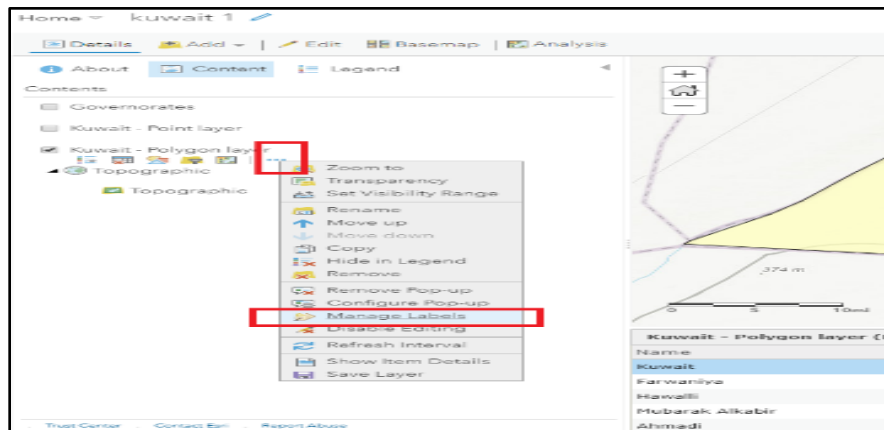 Home kuwait 1
Details Add Edit Basemap Analysis
About Content Legend
Contents
Governorates
Kuwait - Point layer
Kuwait - Polygon layer
Topographic
Topographic
Zoom to
Transparency
Set Visibility Range
Rename
Move up
Move down
Copy
Hide in Legend
Remove
Remove Pop-up
Configure Pop-up
Manage Labels
Disable Editing
Refresh Interval
Show Item Details
Save Layer
Trust Center Contact Esri Report Abuse
374 m
0 5 10mi
Kuwait - Polygon layer (
Name
Kuwait
Farwaniya
Hawalli
Mubarak Alkabir
Ahmadi